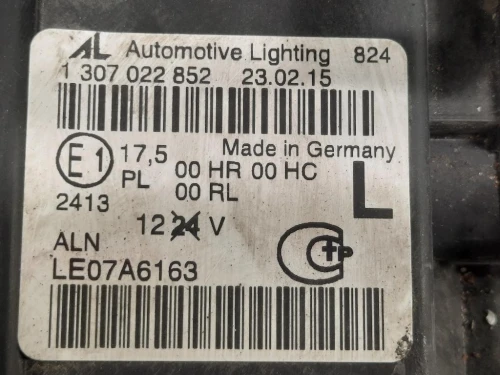 AL Automotive Lighting 824
1 307 022 852 23.02.15
Made in Germany
E1 17,5 00 HR 00 HC
PL 00 RL
2413
12 24 V
L
ALN
LE07A6163